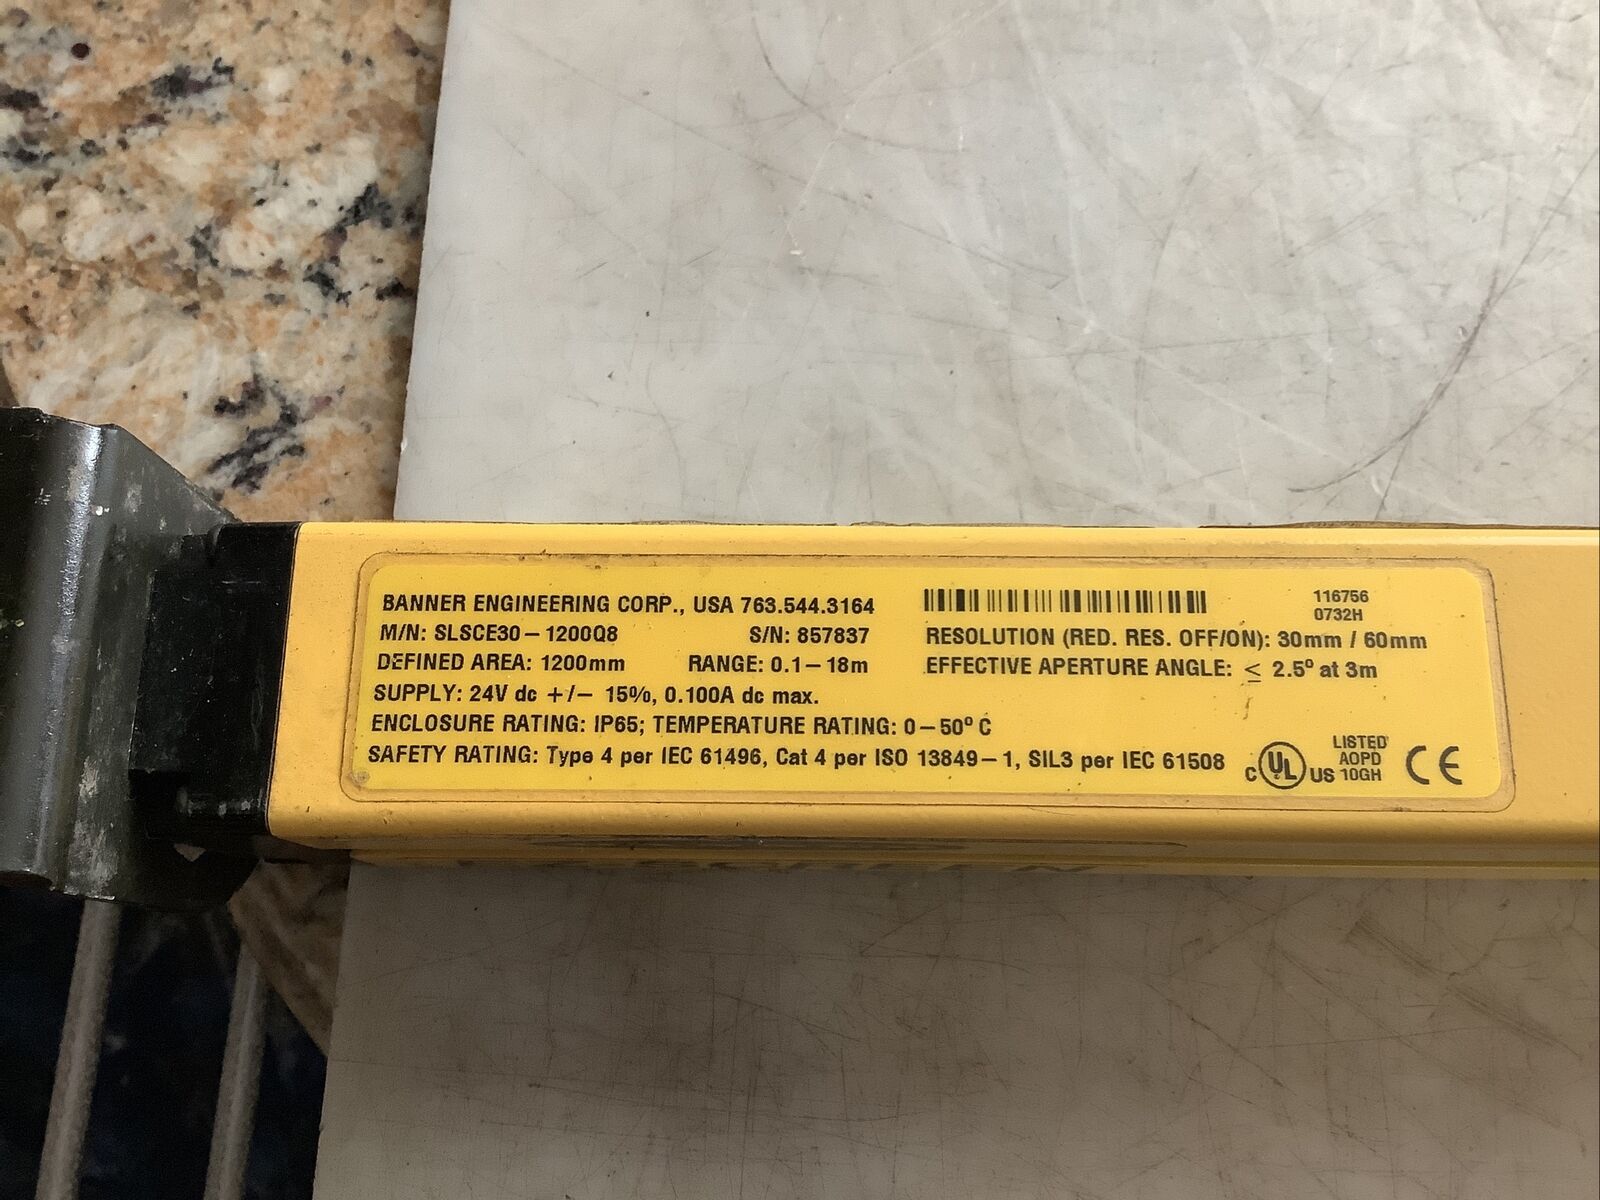 BANNER ENGINEERING CORP., USA 763.544.3164
M/N: SLSCE30-1200Q8 S/N: 857837
DEFINED AREA: 1200mm RANGE: 0.1-18m
SUPPLY: 24V dc +/- 15%, 0.100A dc max.
ENCLOSURE RATING: IP65; TEMPERATURE RATING: 0-50° C
SAFETY RATING: Type 4 per IEC 61496, Cat 4 per ISO 13849-1, SIL3 per IEC 61508
116756
0732H
RESOLUTION (RED. RES. OFF/ON): 30mm / 60mm
EFFECTIVE APERTURE ANGLE: ≤ 2.5° at 3m
C UL US
LISTED
AOPD
10GH
CE